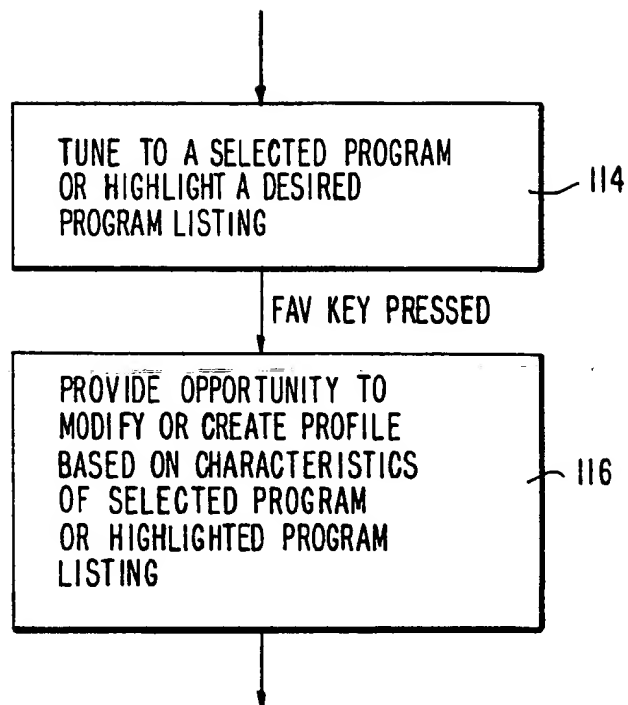 TUNE TO A SELECTED PROGRAM
OR HIGHLIGHT A DESIRED
PROGRAM LISTING
114
FAV KEY PRESSED
PROVIDE OPPORTUNITY TO
MODIFY OR CREATE PROFILE
BASED ON CHARACTERISTICS
OF SELECTED PROGRAM
OR HIGHLIGHTED PROGRAM
LISTING
116